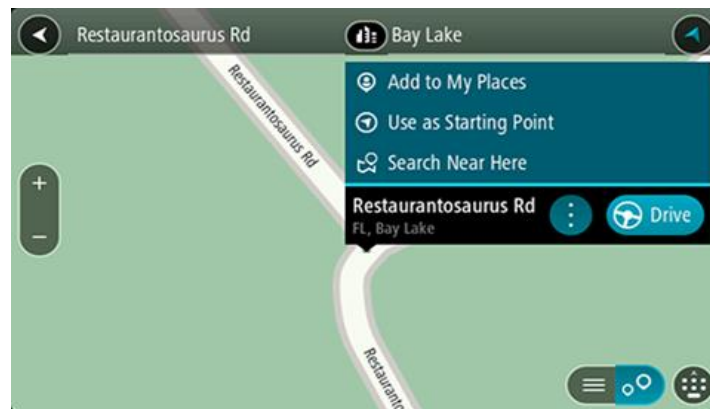 Restaurantosaurus Rd
Bay Lake
Add to My Places
Use as Starting Point
Search Near Here
Restaurantosaurus Rd
FL, Bay Lake
Drive
Restaurantosaurus Rd
Restauranto